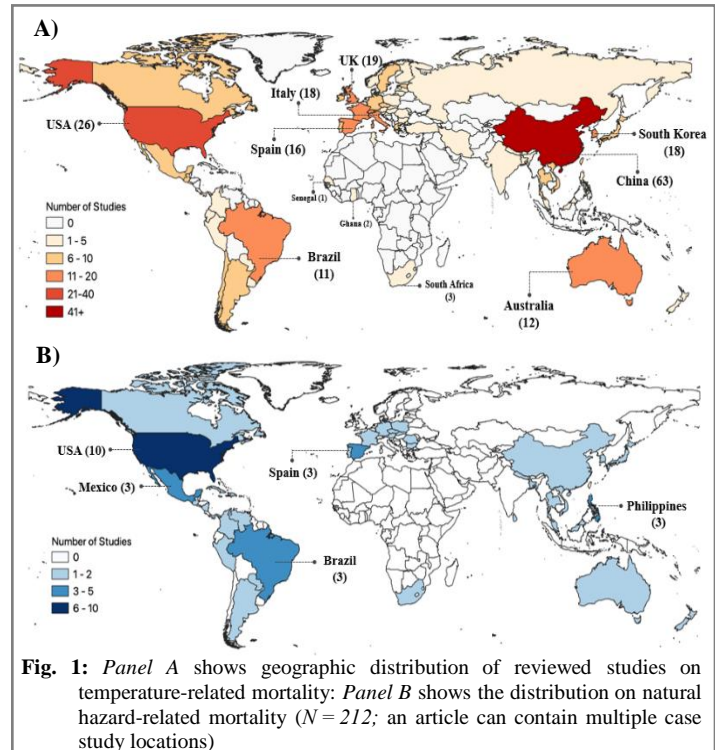 A)
UK (19)
Italy (18)
USA (26)
South Korea
(18)
Spain (16)
China (63)
Senegal (1)
Number of Studies
0
1 - 5
6 - 10
11 - 20
21-40
41+
Ghana (2)
Brazil
(11)
South Africa
(3)
Australia
(12)
B)
USA (10)
Spain (3)
Mexico (3)
Philippines
(3)
Number of Studies
0
1 - 2
3 - 5
6 - 10
Brazil
(3)
Fig. 1: Panel A shows geographic distribution of reviewed studies on
temperature-related mortality: Panel B shows the distribution on natural
hazard-related mortality (N = 212; an article can contain multiple case
study locations)